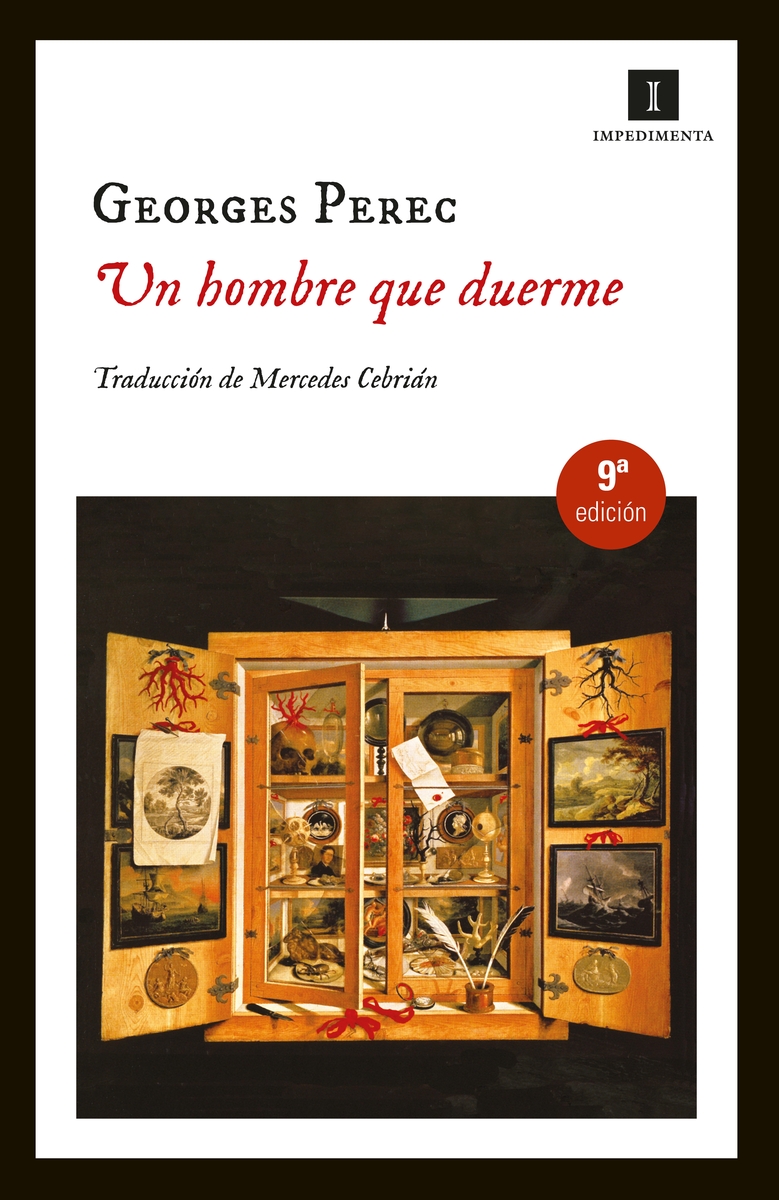 I
IMPEDIMENTA
Georges Perec
Un hombre que duerme
Traducción de Mercedes Cebrián
9ª
edición